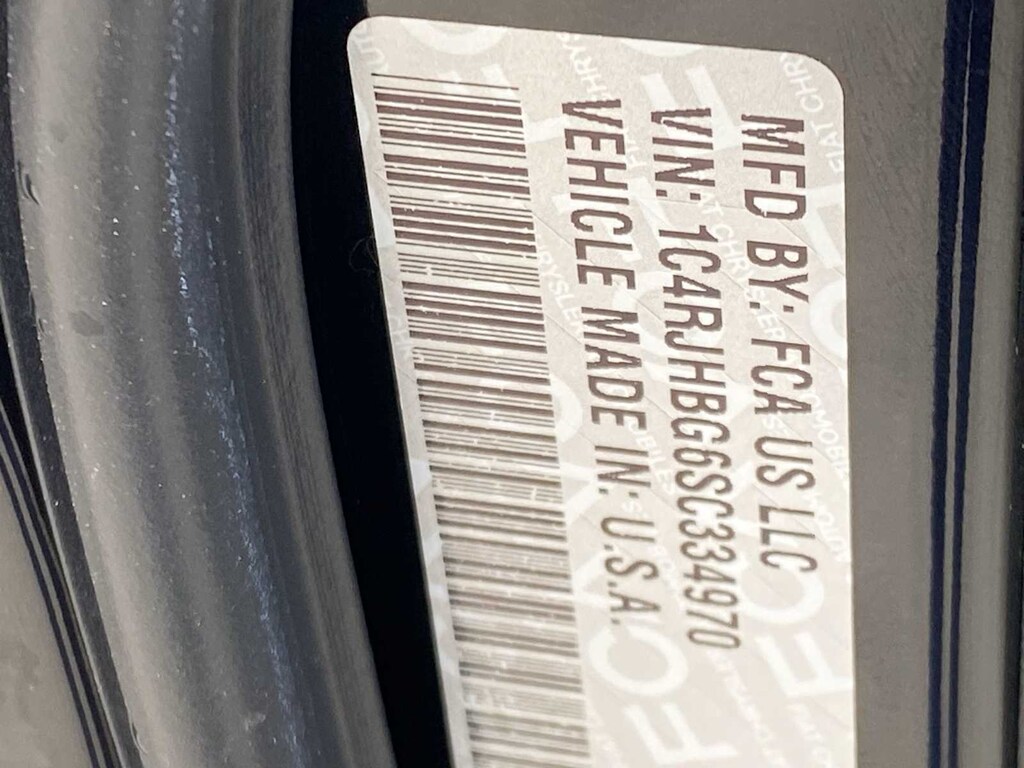 MFD BY: FCA US LLC
VIN: 1C4RJHBG6SC334970
VEHICLE MADE IN: U.S.A.